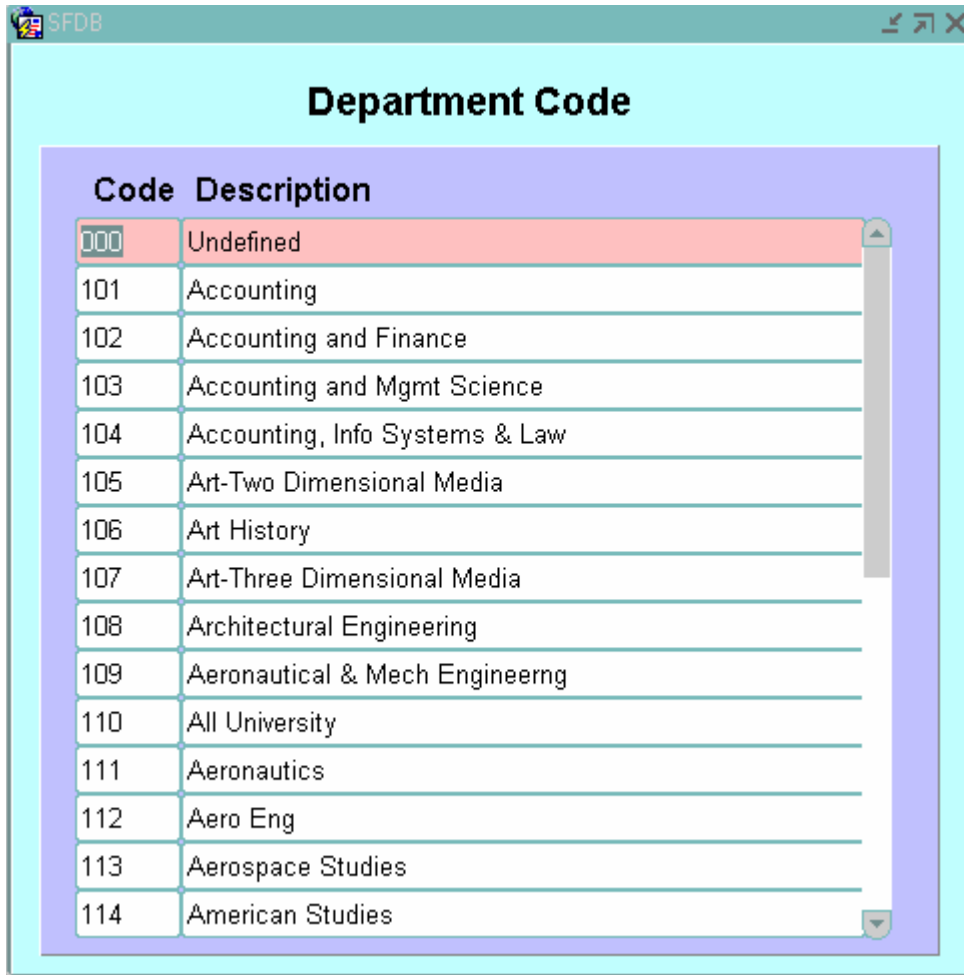 SFDB
Department Code
Code Description
000 Undefined
101 Accounting
102 Accounting and Finance
103 Accounting and Mgmt Science
104 Accounting, Info Systems & Law
105 Art-Two Dimensional Media
106 Art History
107 Art-Three Dimensional Media
108 Architectural Engineering
109 Aeronautical & Mech Engineerng
110 All University
111 Aeronautics
112 Aero Eng
113 Aerospace Studies
114 American Studies